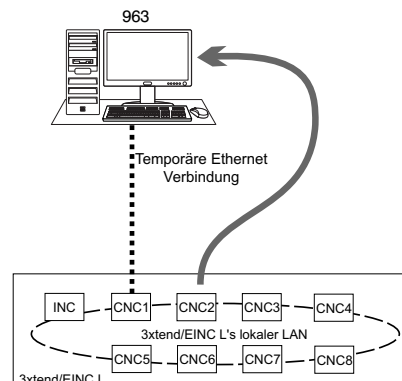 963
Temporäre Ethernet
Verbindung
INC CNC1 CNC2 CNC3 CNC4
3xtend/EINC L's lokaler LAN
CNC5 CNC6 CNC7 CNC8
3xtend/EINC L